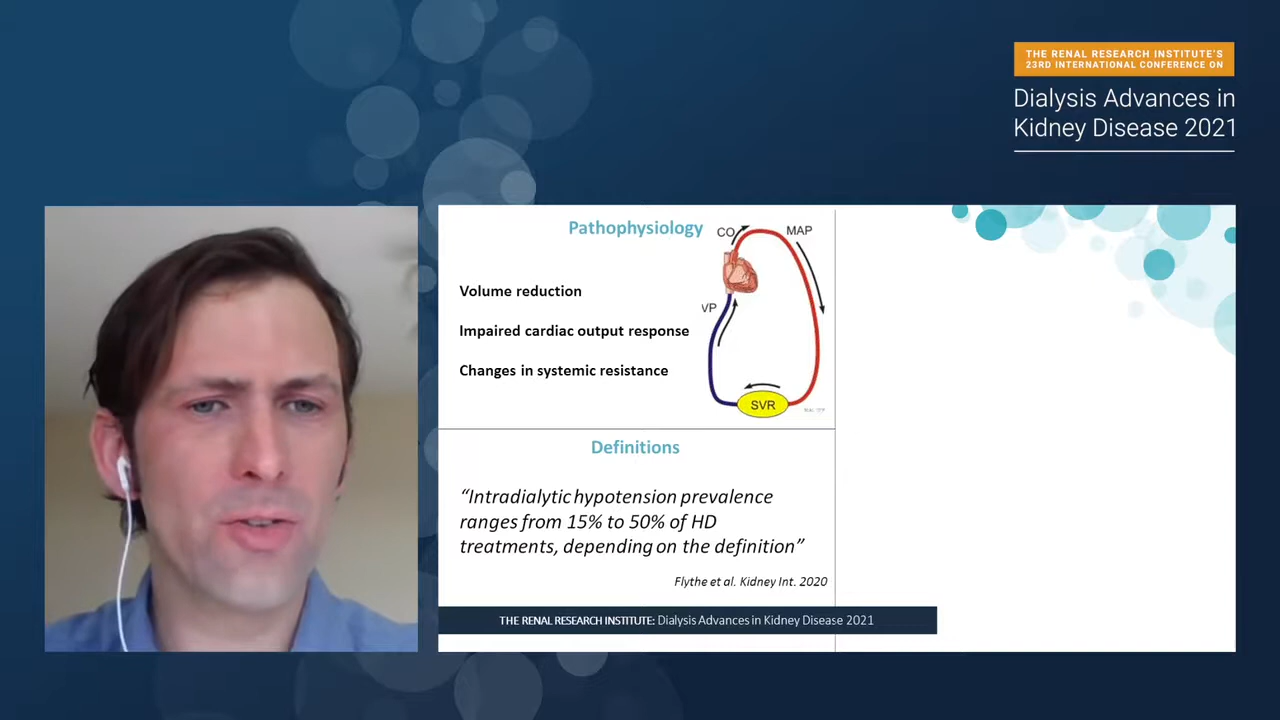 THE RENAL RESEARCH INSTITUTE'S
23RD INTERNATIONAL CONFERENCE ON
Dialysis Advances in
Kidney Disease 2021
Pathophysiology
CO
MAP
Volume reduction
VP
Impaired cardiac output response
Changes in systemic resistance
SVR
Definitions
“Intradialytic hypotension prevalence
ranges from 15% to 50% of HD
treatments, depending on the definition”
Flythe et al. Kidney Int. 2020
THE RENAL RESEARCH INSTITUTE: Dialysis Advances in Kidney Disease 2021